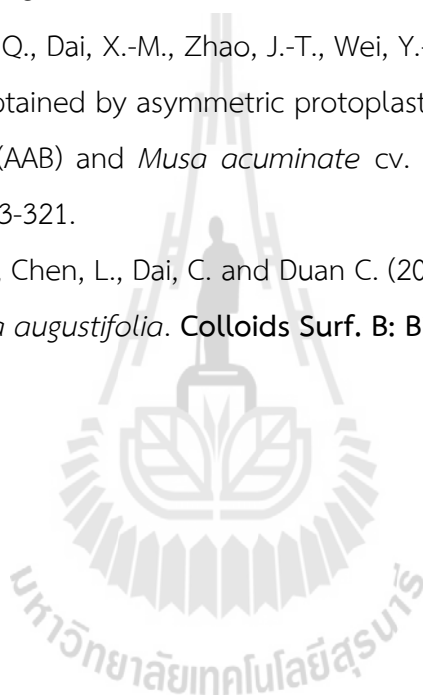 Q., Dai, X.-M., Zhao, J.-T., Wei, Y.-
otained by asymmetric protoplast
(AAB) and Musa acuminate cv.
3-321.
, Chen, L., Dai, C. and Duan C. (20
a augustifolia. Colloids Surf. B: B
มหาวิทยาลัยเทคโนโลยีสุรนารี